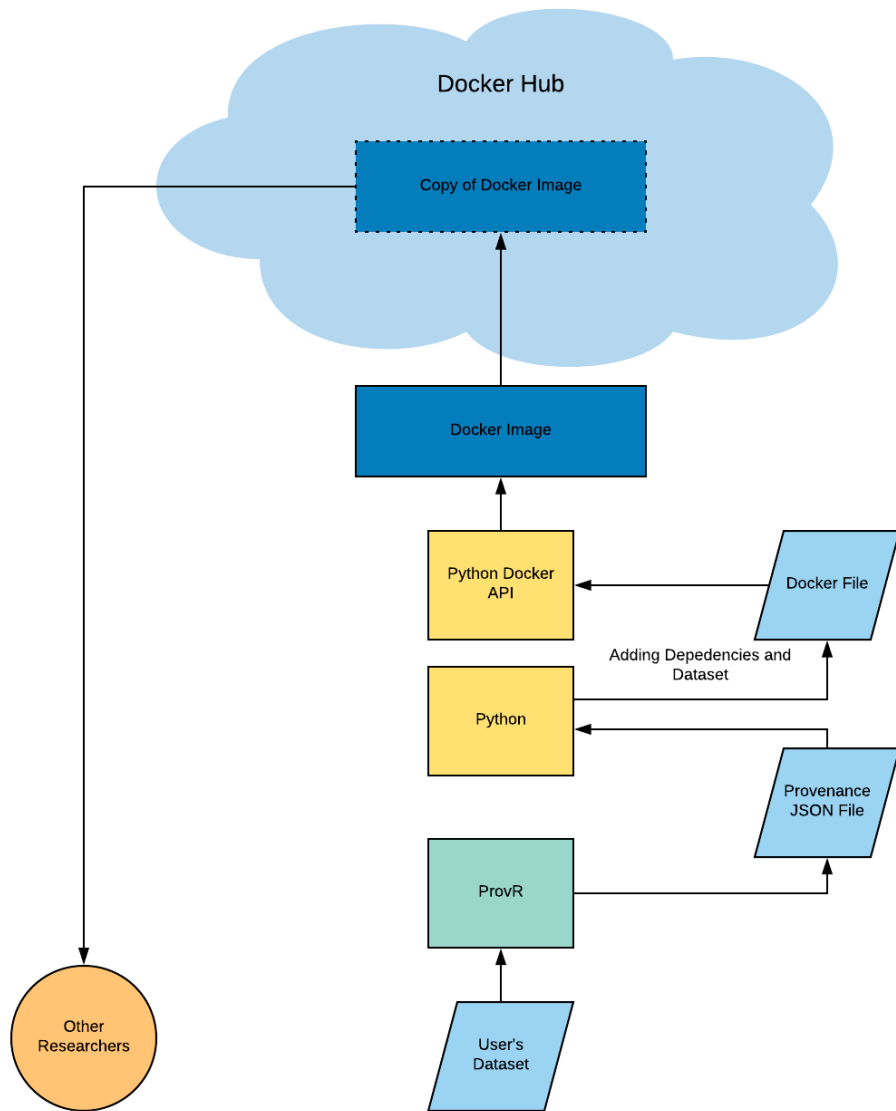 Docker Hub
Copy of Docker Image
Docker Image
Python Docker
API
Docker File
Adding Depedencies and
Dataset
Python
Provenance
JSON File
ProvR
Other
Researchers
User's
Dataset